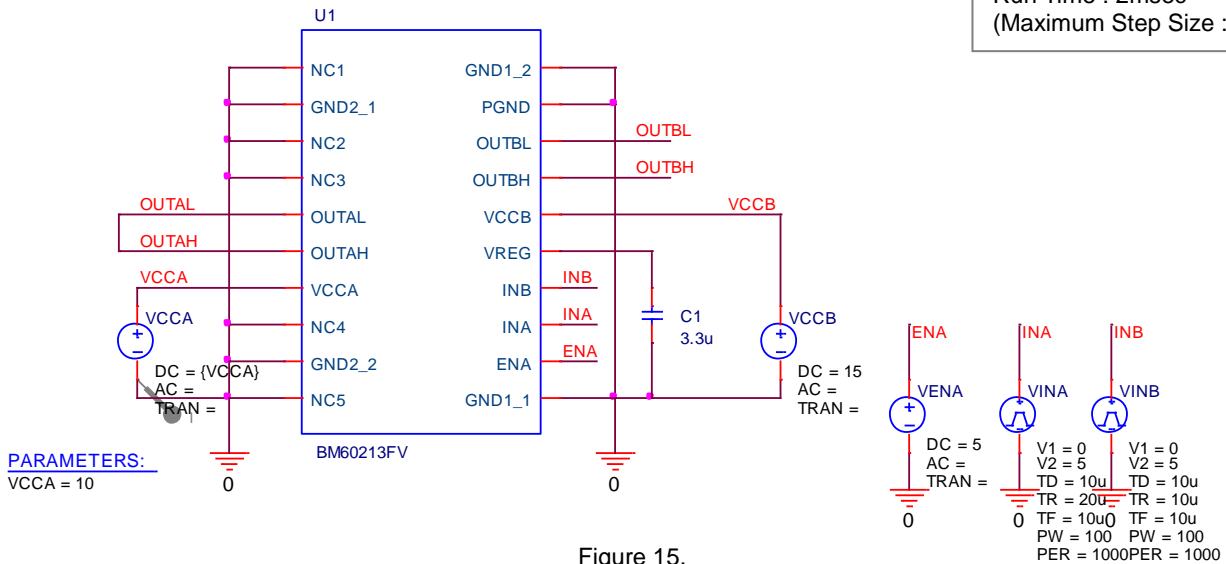 Run Time : 2msec
(Maximum Step Size :
U1
NC1
GND2_1
NC2
NC3
OUTAL
OUTAH
VCCA
NC4
GND2_2
NC5
GND1_2
PGND
OUTBL
OUTBH
VCCB
VREG
INB
INA
ENA
GND1_1
BM60213FV
OUTAL
OUTAH
VCCA
VCCA
DC = {VCCA}
AC =
TRAN =
PARAMETERS:
VCCA = 10
0
OUTBL
OUTBH
VCCB
INB
INA
ENA
C1
3.3u
VCCB
DC = 15
AC =
TRAN =
0
ENA
VENA
DC = 5
AC =
TRAN =
0
INA
VINA
V1 = 0
V2 = 5
TD = 10u
TR = 20u
TF = 10u
PW = 100
PER = 1000
0
INB
VINB
V1 = 0
V2 = 5
TD = 10u
TR = 10u
TF = 10u
PW = 100
PER = 1000
0
Figure 15.